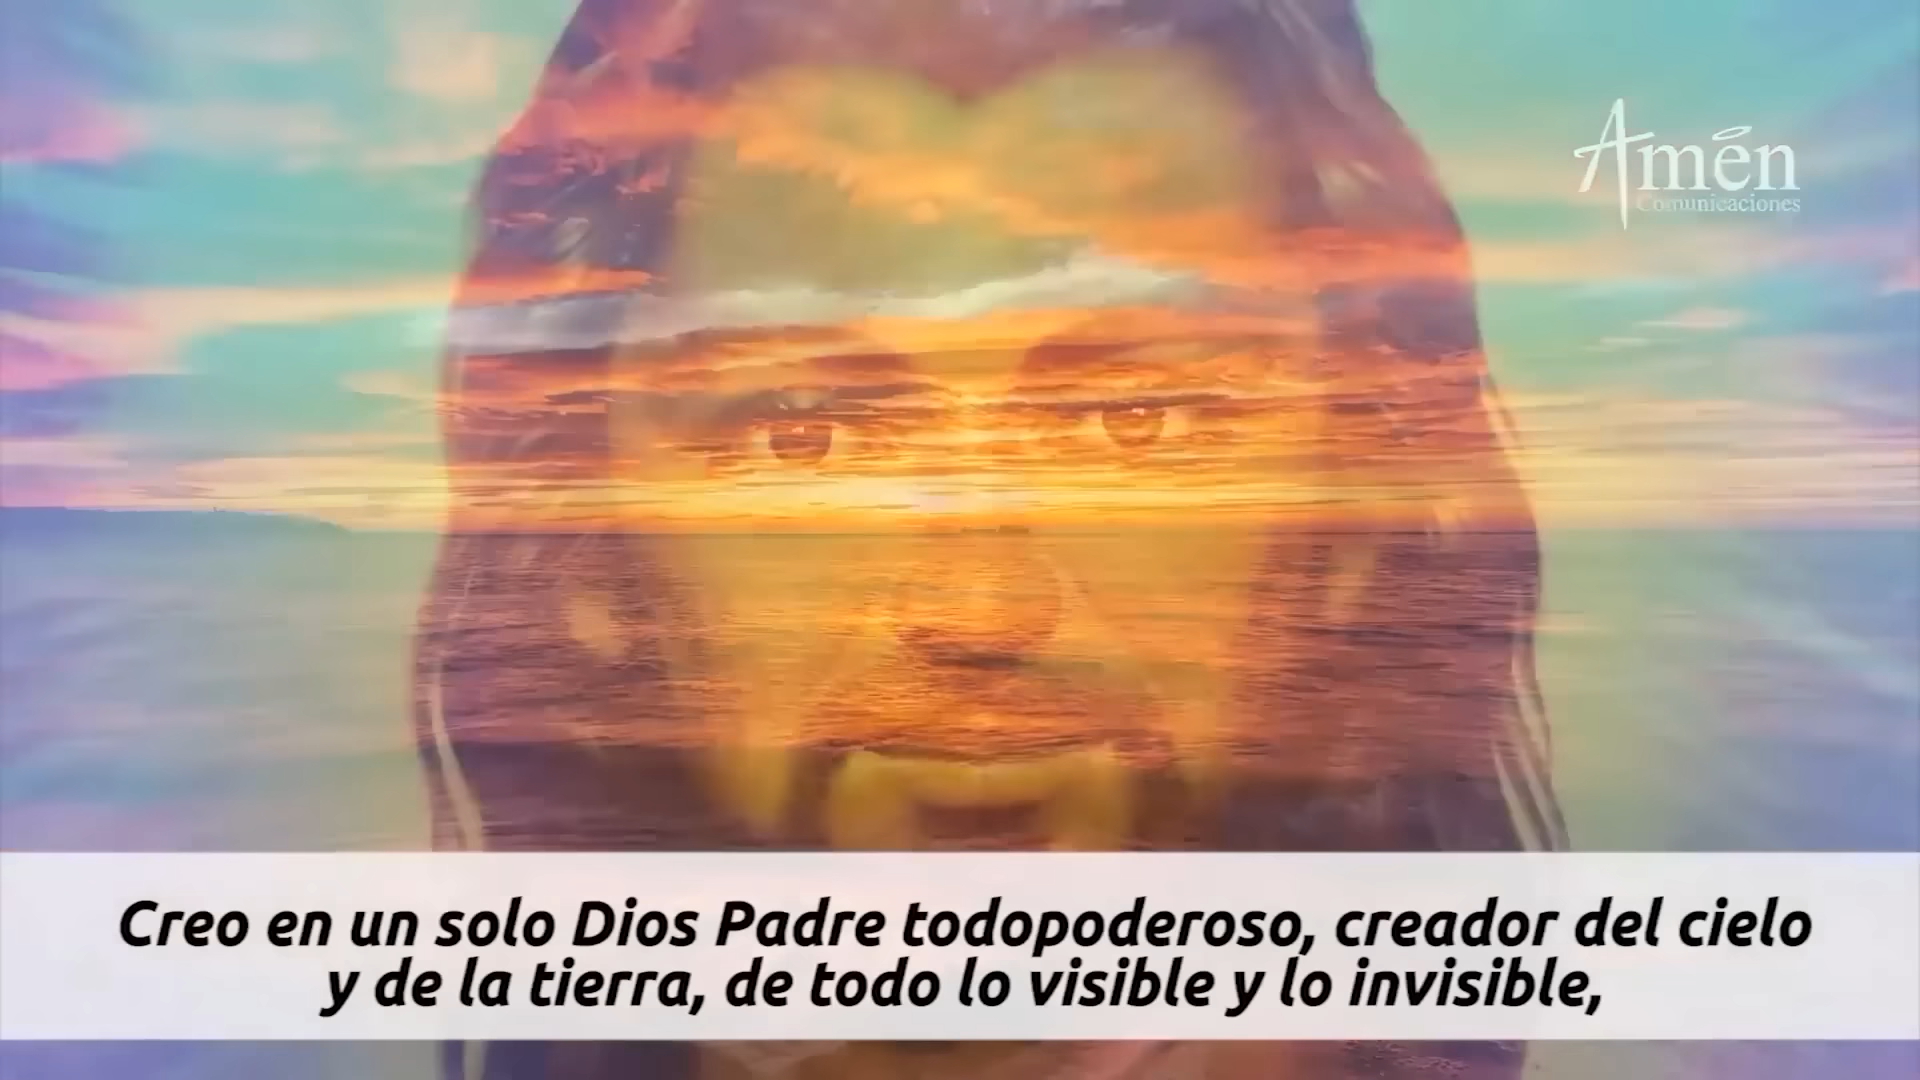 Amén
Comunicaciones
Creo en un solo Dios Padre todopoderoso, creador del cielo
y de la tierra, de todo lo visible y lo invisible,